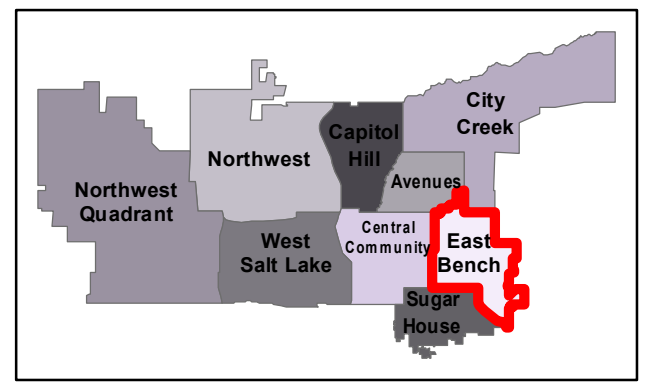 City
Creek
Capitol
Hill
Northwest
Avenues
Northwest
Quadrant
Central
Community
West
Salt Lake
East
Bench
Sugar
House